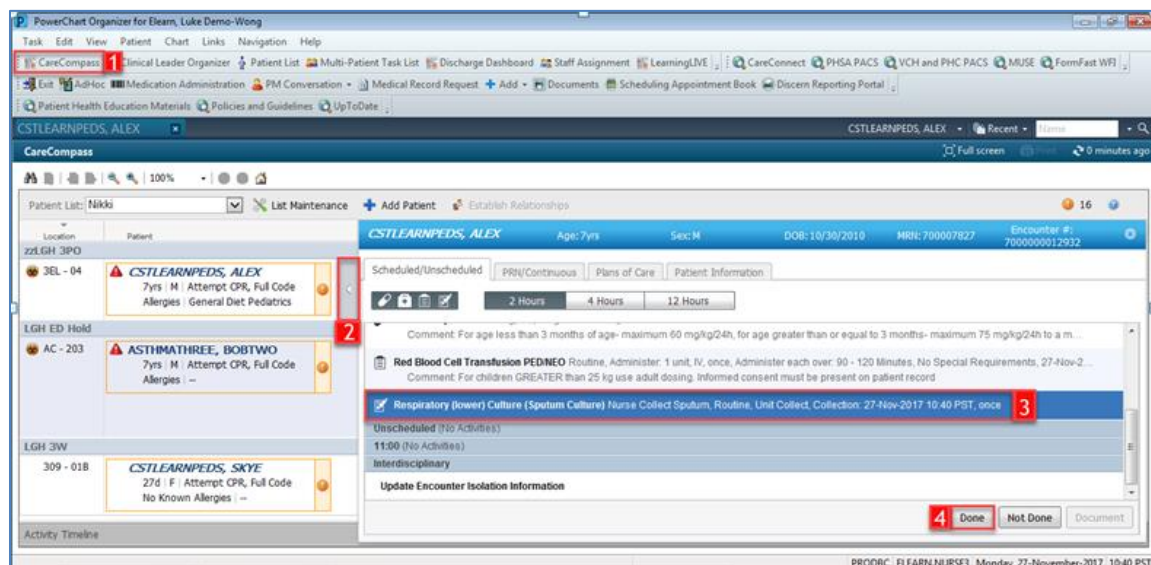 PowerChart Organizer for Elearn, Luke Demo-Wong
Task Edit View Patient Chart Links Navigation Help
CareCompass 1 Clinical Leader Organizer Patient List Multi-Patient Task List Discharge Dashboard Staff Assignment LearningLIVE CareConnect PHSA PACS VCH and PHC PACS MUSE FormFast WFI
Exit AdHoc Medication Administration PM Conversation Medical Record Request Add Documents Scheduling Appointment Book Discern Reporting Portal
Patient Health Education Materials Policies and Guidelines UpToDate
CSTLEARNPEDS, ALEX CSTLEARNPEDS, ALEX Recent Name
CareCompass Full screen Print 0 minutes ago
100%
Patient List: Nikki List Maintenance Add Patient Establish Relationships 16
Location Patient CSTLEARNPEDS, ALEX Age: 7yrs Sex: M DOB: 10/30/2010 MRN: 700007827 Encounter #: 7000000012932
zzLGH 3PO
3EL - 04 CSTLEARNPEDS, ALEX
7yrs | M | Attempt CPR, Full Code
Allergies | General Diet Pediatrics
Scheduled/Unscheduled PRN/Continuous Plans of Care Patient Information
2 Hours 4 Hours 12 Hours
2
LGH ED Hold
AC - 203 ASTHMATHREE, BOBTWO
7yrs | M | Attempt CPR, Full Code
Allergies | --
LGH 3W
309 - 01B CSTLEARNPEDS, SKYE
27d | F | Attempt CPR, Full Code
No Known Allergies | --
Comment: For age less than 3 months of age- maximum 60 mg/kg/24h, for age greater than or equal to 3 months- maximum 75 mg/kg/24h to a m...
Red Blood Cell Transfusion PED/NEO Routine, Administer: 1 unit, IV, once, Administer each over: 90 - 120 Minutes, No Special Requirements, 27-Nov-2...
Comment: For children GREATER than 25 kg use adult dosing. Informed consent must be present on patient record
Respiratory (lower) Culture (Sputum Culture) Nurse Collect Sputum, Routine, Unit Collect, Collection: 27-Nov-2017 10:40 PST, once 3
Unscheduled (No Activities)
11:00 (No Activities)
Interdisciplinary
Update Encounter Isolation Information
4 Done Not Done Document
Activity Timeline
PRODBC ELEARN.NURSE3 Monday, 27-November-2017 10:40 PST